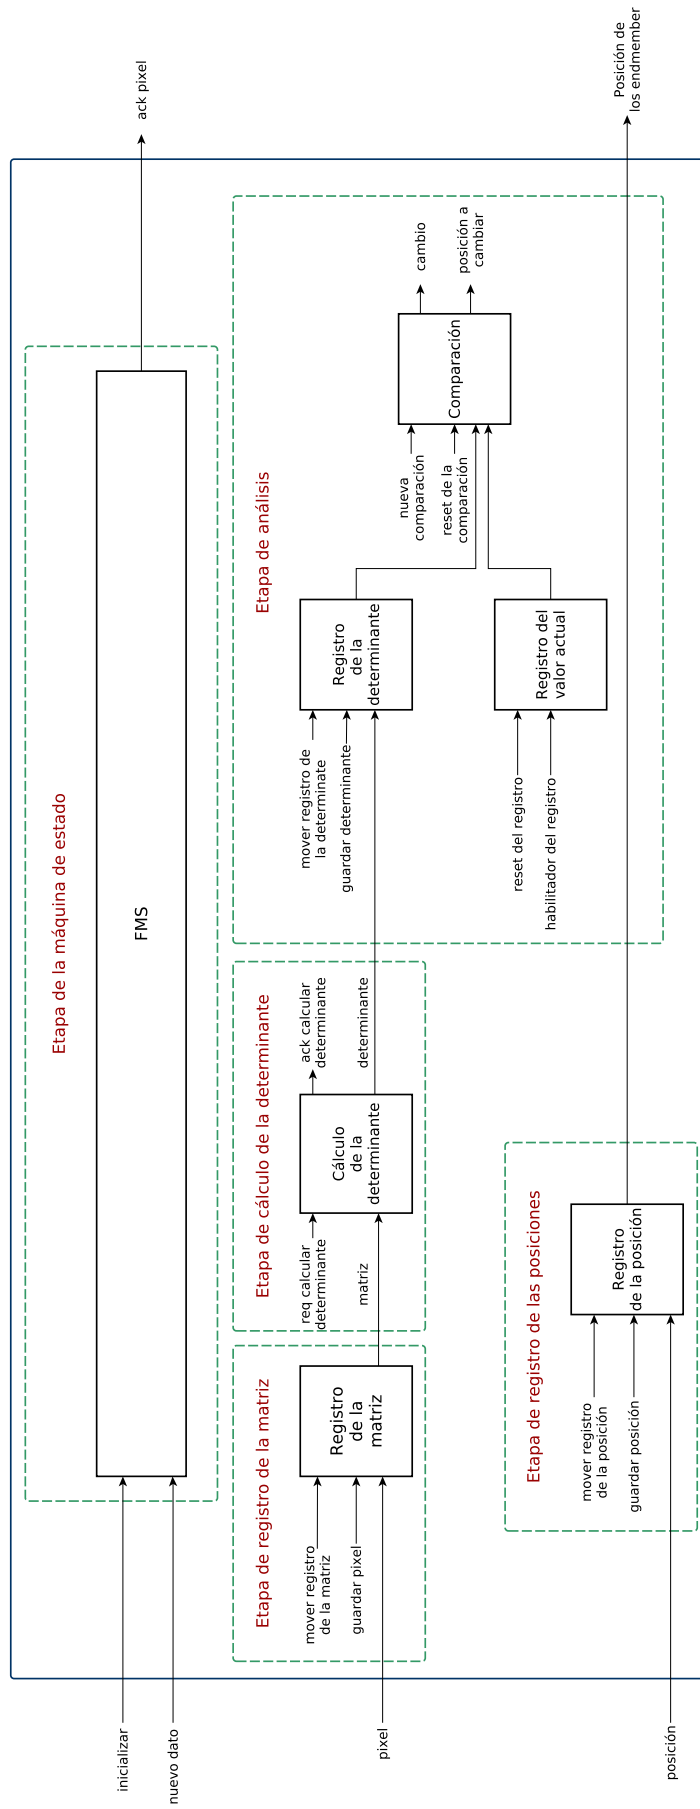 Etapa de la máquina de estado
inicializar
nuevo dato
FMS
ack pixel
Etapa de registro de la matriz
mover registro
de la matriz
guardar pixel
pixel
Registro
de la
matriz
Etapa de cálculo de la determinante
req calcular
determinante
matriz
Cálculo
de la
determinante
ack calcular
determinante
determinante
Etapa de análisis
mover registro de
la determinate
guardar determinante
Registro
de la
determinante
reset del registro
habilitador del registro
Registro del
valor actual
nueva
comparación
reset de la
comparación
Comparación
cambio
posición a
cambiar
Etapa de registro de las posiciones
mover registro
de la posición
guardar posición
posición
Registro
de la posición
Posición de
los endmember